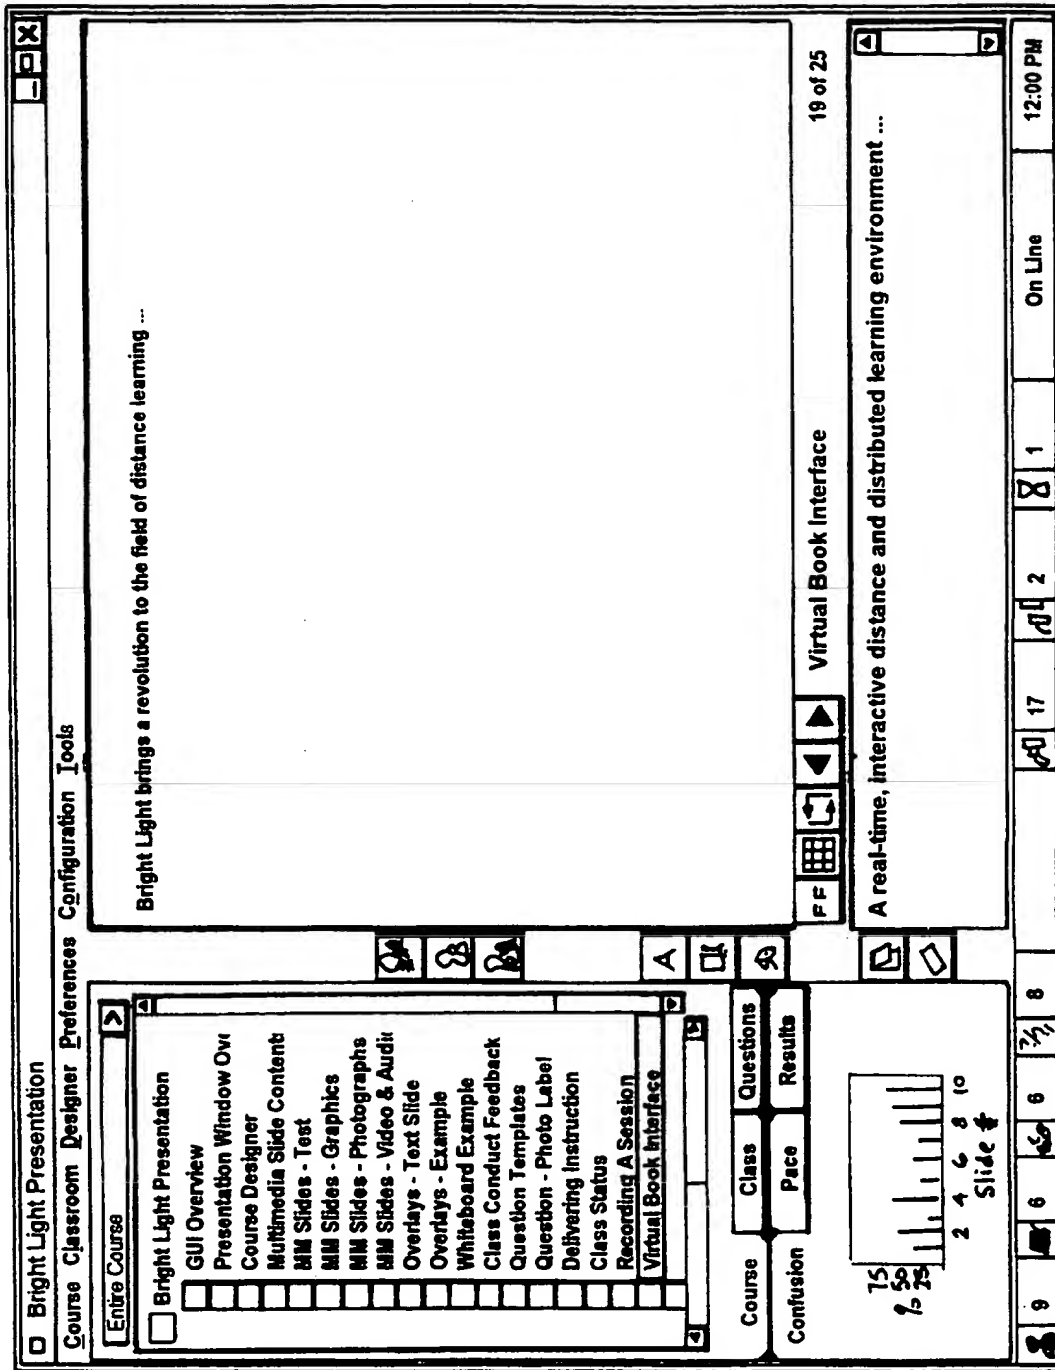 Bright Light Presentation
Course Classroom Designer Preferences Configuration Tools
Entire Course
Bright Light Presentation
GUI Overview
Presentation Window Ove
Course Designer
Multimedia Slide Contents
MM Slides - Test
MM Slides - Graphics
MM Slides - Photographs
MM Slides - Video & Audio
Overlays - Text Slide
Overlays - Example
Whiteboard Example
Class Conduct Feedback
Question Templates
Question - Photo Label
Delivering Instruction
Class Status
Recording A Session
Virtual Book Interface
Bright Light brings a revolution to the field of distance learning ...
A
FF
Virtual Book Interface
19 of 25
Course
Class
Questions
Confusion
Pace
Results
75
% 50
25
2 4 6 8 10
Slide #
A real-time, interactive distance and distributed learning environment ...
9
6
6
8
17
2
1
On Line
12:00 PM